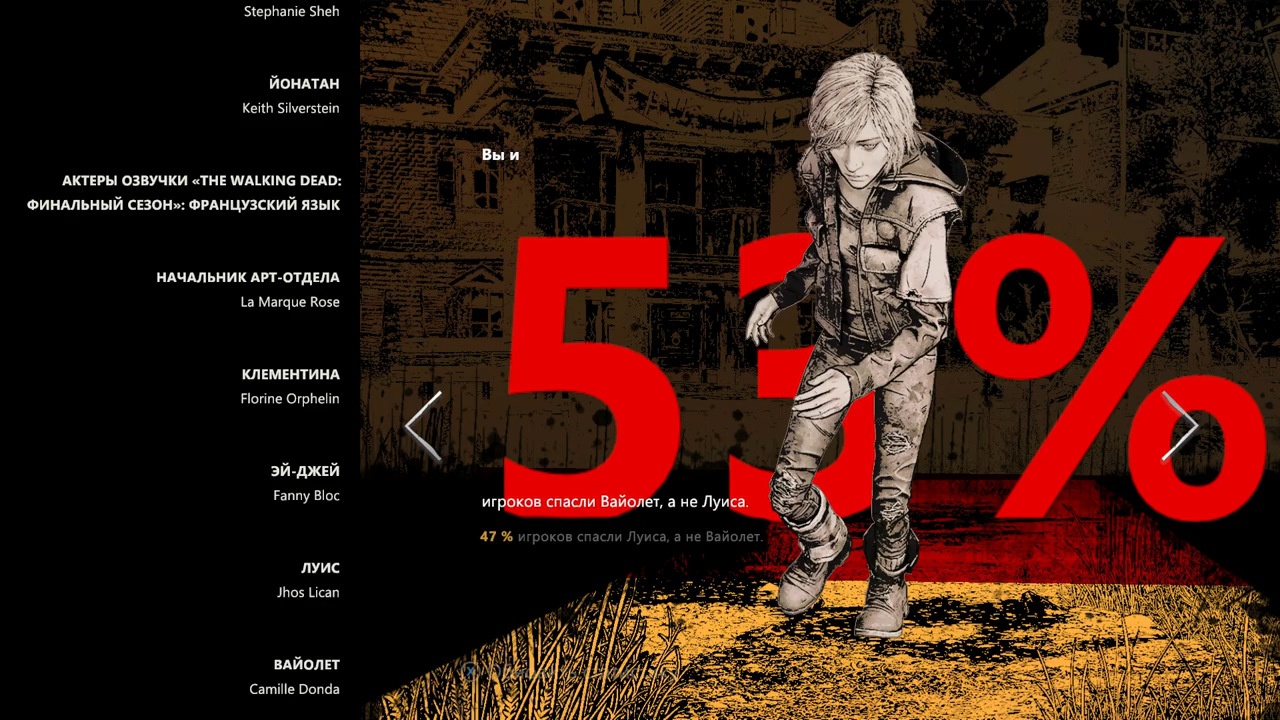 Stephanie Sheh
ЙОНАТАН
Keith Silverstein
АКТЕРЫ ОЗВУЧКИ «THE WALKING DEAD:
ФИНАЛЬНЫЙ СЕЗОН»: ФРАНЦУЗСКИЙ ЯЗЫК
НАЧАЛЬНИК АРТ-ОТДЕЛА
La Marque Rose
КЛЕМЕНТИНА
Florine Orphelin
ЭЙ-ДЖЕЙ
Fanny Bloc
ЛУИС
Jhos Lican
ВАЙОЛЕТ
Camille Donda
Вы и
53%
игроков спасли Вайолет, а не Луиса.
47 % игроков спасли Луиса, а не Вайолет.